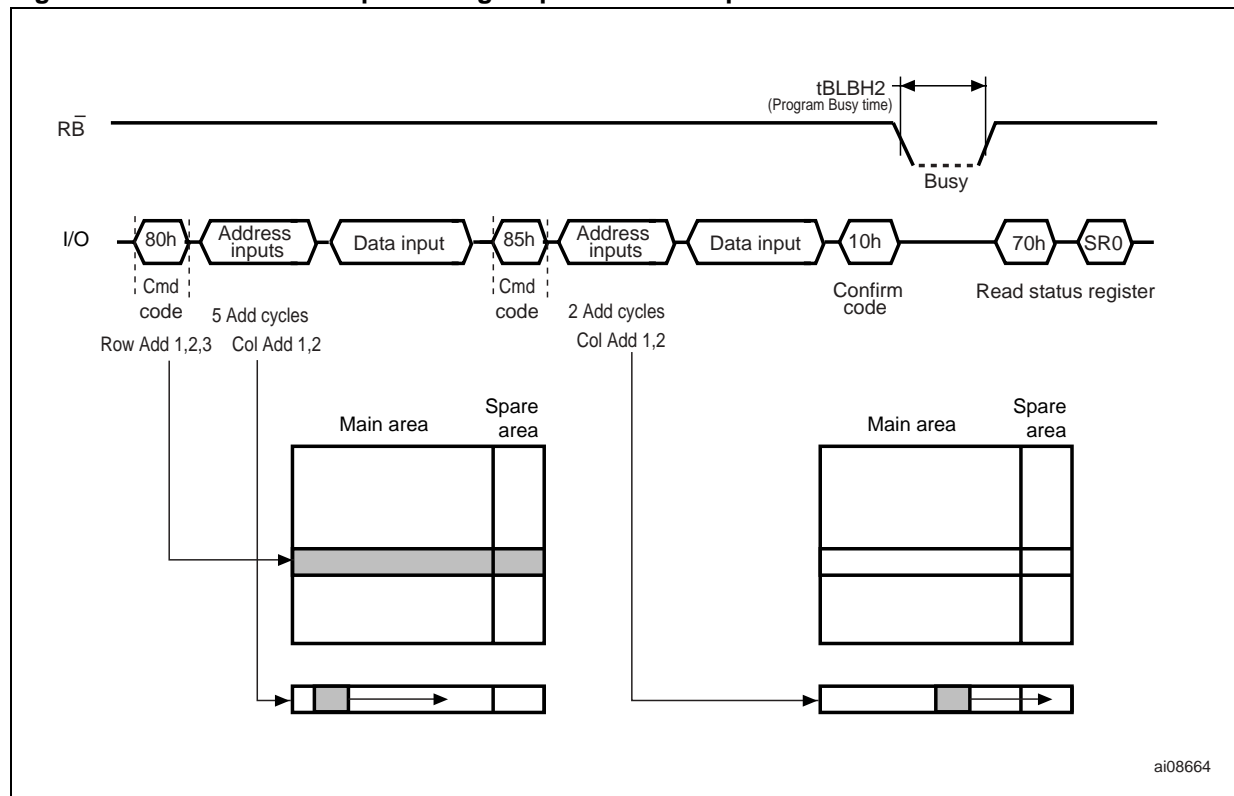 tBLBH2
(Program Busy time)
RB̅
Busy
I/O
80h
Address
inputs
Data input
85h
Address
inputs
Data input
10h
70h
SR0
Cmd
code
Cmd
code
Confirm
code
Read status register
5 Add cycles
2 Add cycles
Row Add 1,2,3
Col Add 1,2
Col Add 1,2
Main area
Spare
area
Main area
Spare
area
ai08664